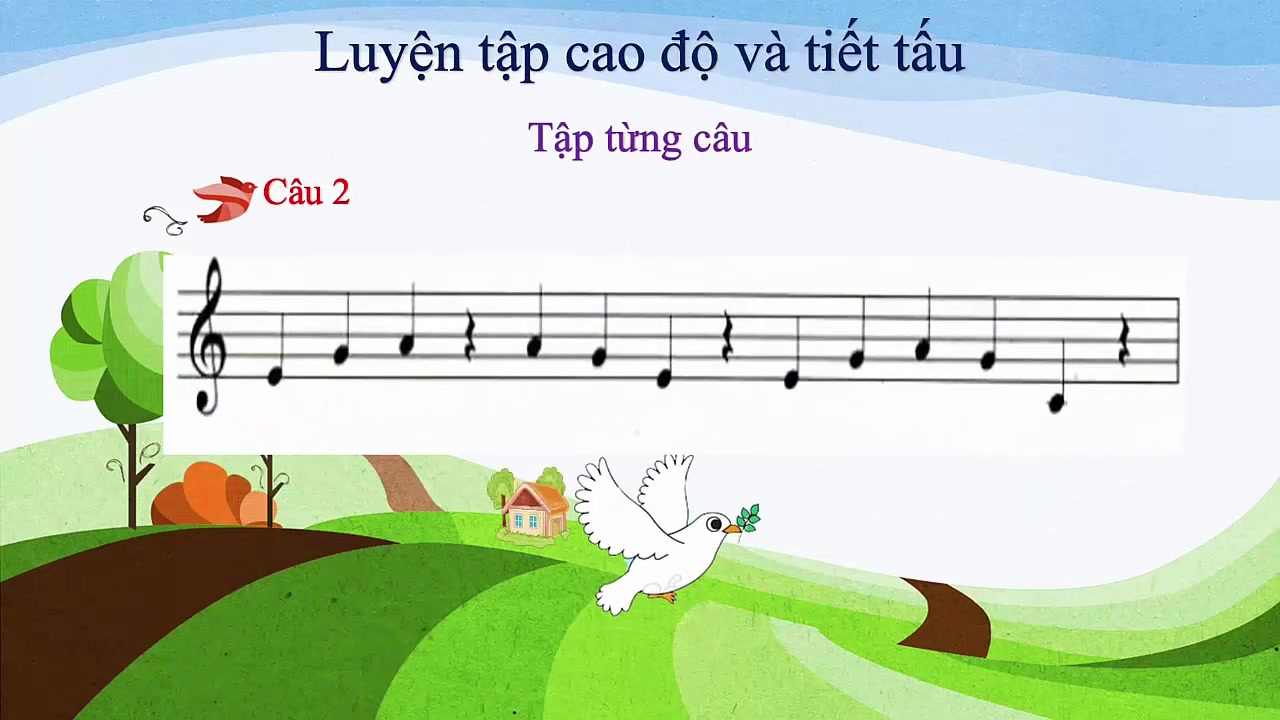 Luyện tập cao độ và tiết tấu
Tập từng câu
Câu 2